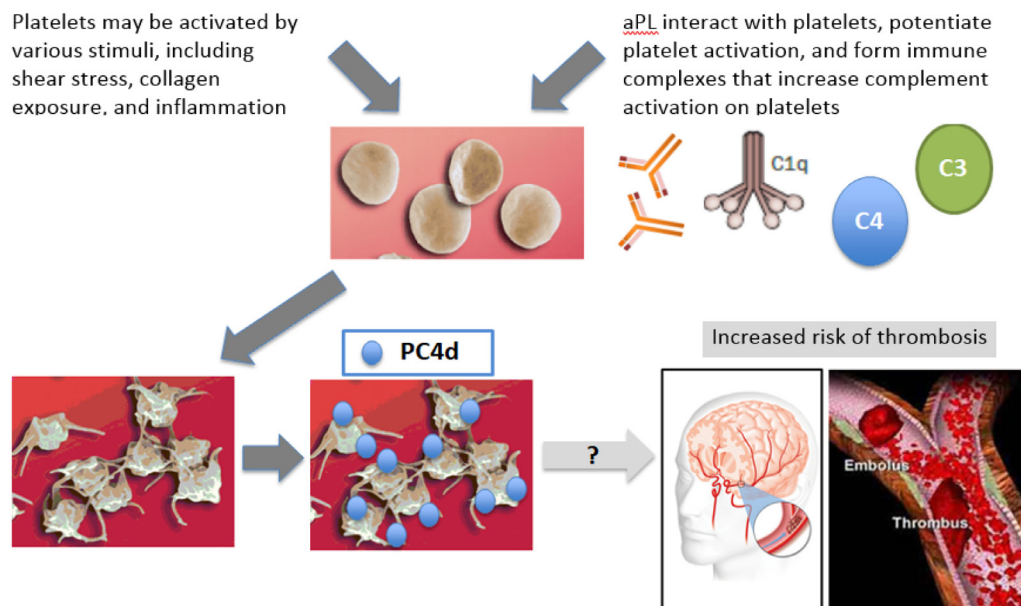 Platelets may be activated by
various stimuli, including
shear stress, collagen
exposure, and inflammation
aPL interact with platelets, potentiate
platelet activation, and form immune
complexes that increase complement
activation on platelets
C1q
C3
C4
PC4d
Increased risk of thrombosis
?
Embolus
Thrombus